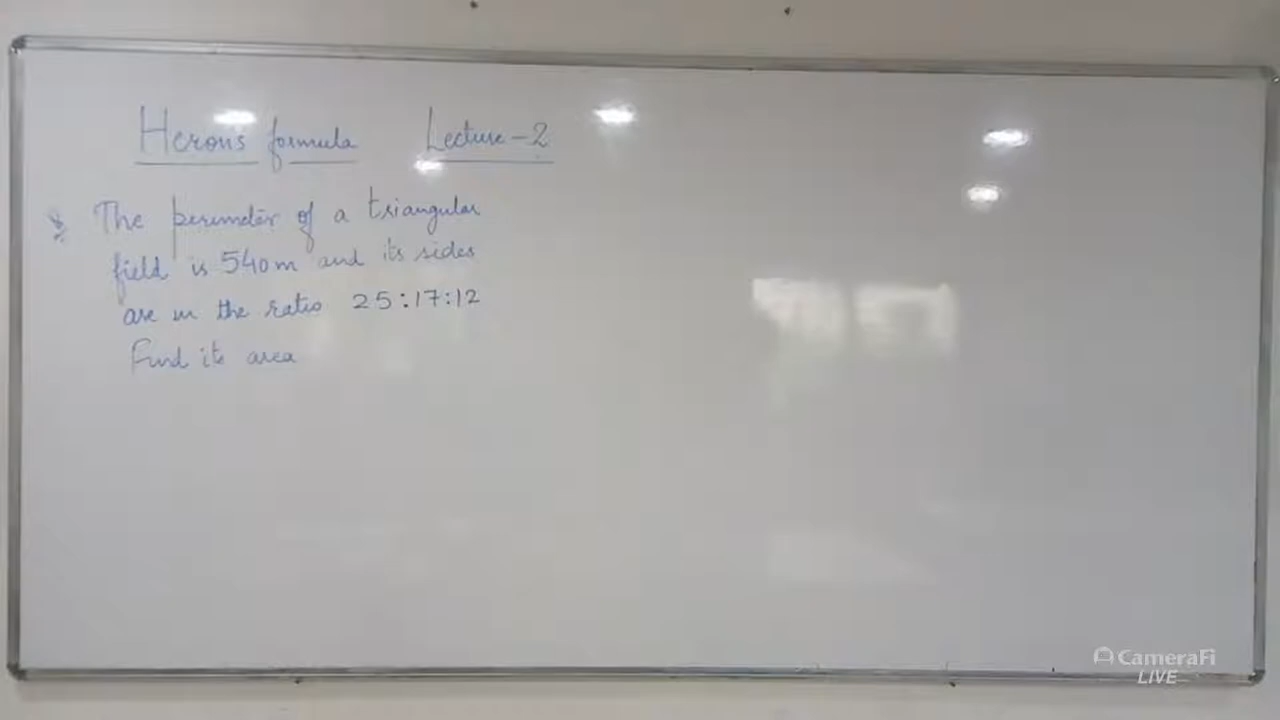 Heron's formula Lecture-2
The perimeter of a triangular
field is 540m and its sides
are in the ratio 25:17:12
Find its area
CameraFi
LIVE